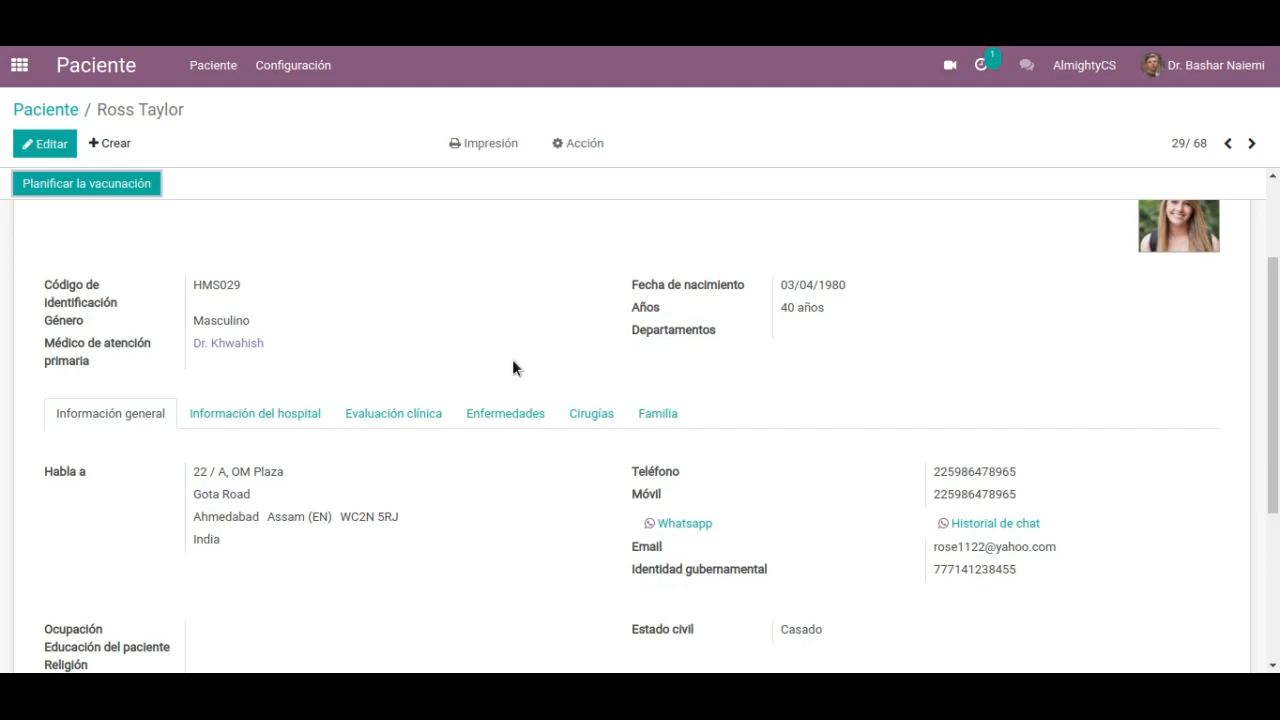 Paciente Paciente Configuración 1 AlmightyCS Dr. Bashar Naiemi
Paciente / Ross Taylor
Editar Crear Impresión Acción 29/ 68
Planificar la vacunación
Código de identificación HMS029 Fecha de nacimiento 03/04/1980
Género Masculino Años 40 años
Médico de atención primaria Dr. Khwahish Departamentos
Información general Información del hospital Evaluación clínica Enfermedades Cirugías Familia
Habla a 22 / A, OM Plaza Teléfono 225986478965
Gota Road Móvil 225986478965
Ahmedabad Assam (EN) WC2N 5RJ Whatsapp Historial de chat
India Email rose1122@yahoo.com
Identidad gubernamental 777141238455
Ocupación Estado civil Casado
Educación del paciente
Religión